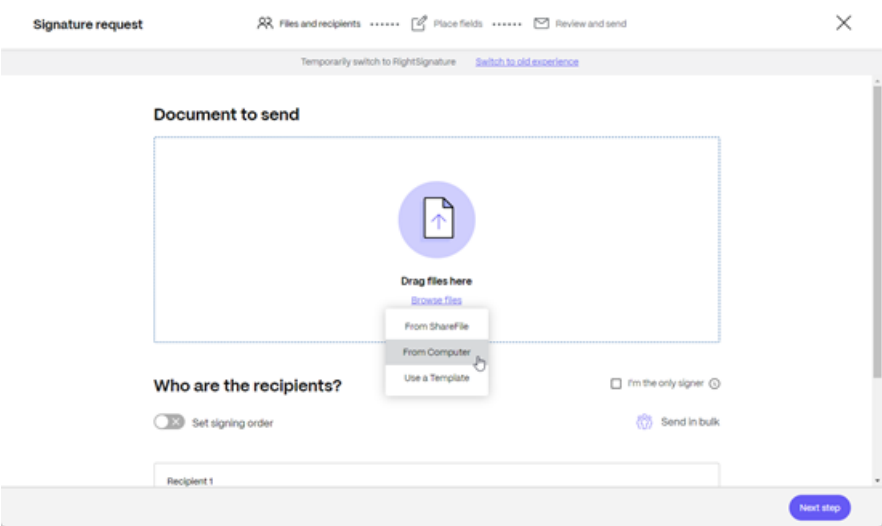 Signature request
Files and recipients
Place fields
Review and send
Temporarily switch to RightSignature
Switch to old experience
Document to send
Drag files here
Browse files
From ShareFile
From Computer
Use a Template
Who are the recipients?
I'm the only signer
Set signing order
Send in bulk
Recipient 1
Next step